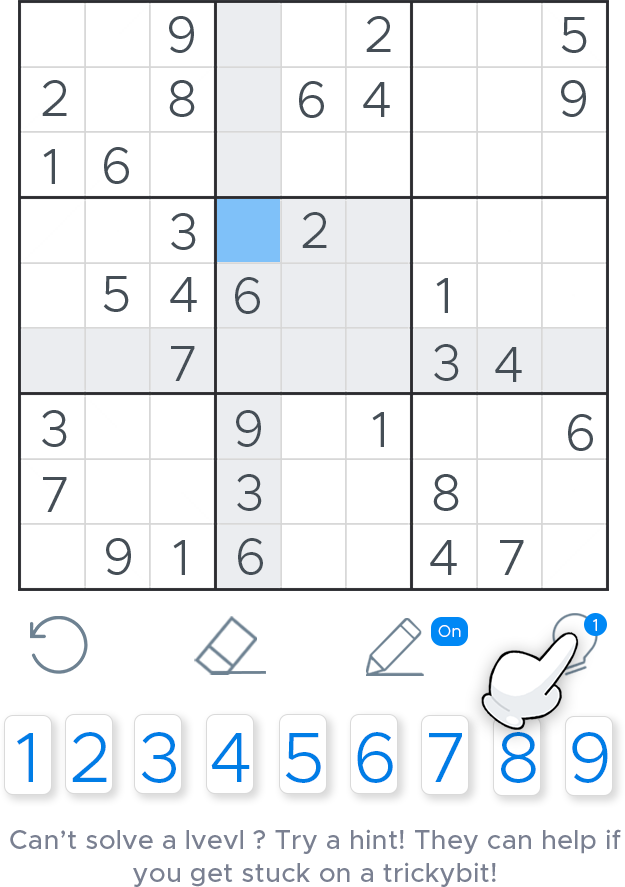 9 2 5
2 8 6 4 9
1 6
3 2
5 4 6 1
7 3 4
3 9 1 6
7 3 8
9 1 6 4 7
On 1
1 2 3 4 5 6 7 8 9
Can’t solve a lvevl ? Try a hint! They can help if
you get stuck on a trickybit!